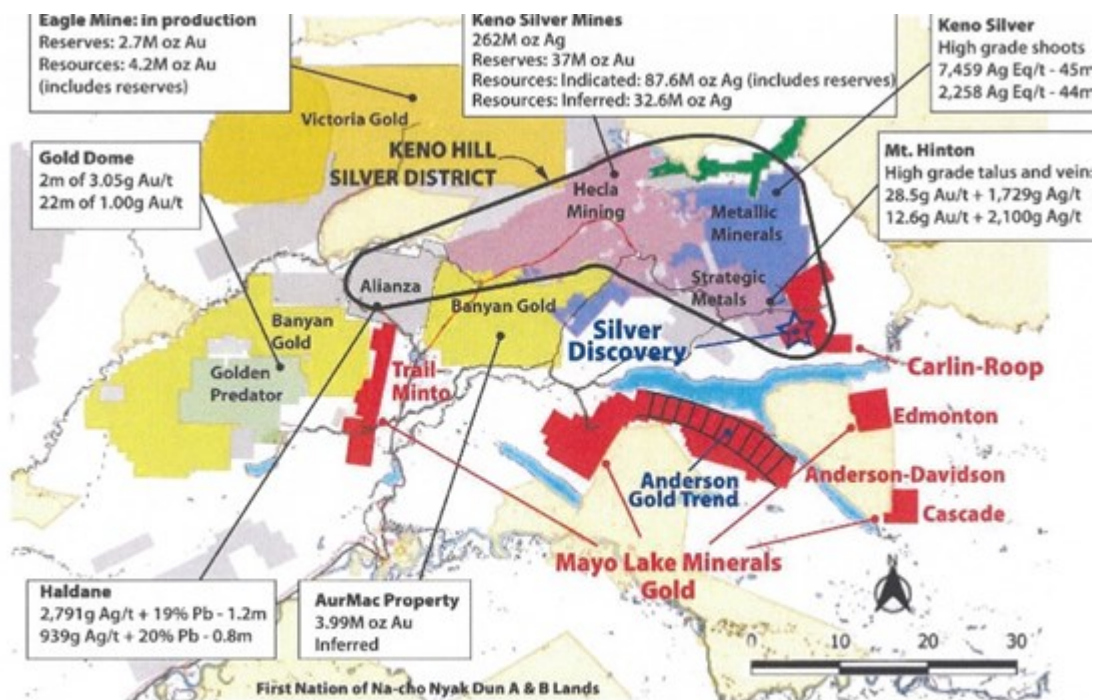 Eagle Mine: in production
Reserves: 2.7M oz Au
Resources: 4.2M oz Au
(includes reserves)
Keno Silver Mines
262M oz Ag
Reserves: 37M oz Au
Resources: Indicated: 87.6M oz Ag (includes reserves)
Resources: Inferred: 32.6M oz Ag
Keno Silver
High grade shoots
7,459 Ag Eq/t - 45m
2,258 Ag Eq/t - 44m
Victoria Gold
KENO HILL
SILVER DISTRICT
Gold Dome
2m of 3.05g Au/t
22m of 1.00g Au/t
Mt. Hinton
High grade talus and vein
28.5g Au/t + 1,729g Ag/t
12.6g Au/t + 2,100g Ag/t
Hecla
Mining
Metallic
Minerals
Alianza
Strategic
Metals
Banyan Gold
Banyan
Gold
Silver
Discovery
Golden
Predator
Trail-
Minto
Carlin-Roop
Edmonton
Anderson
Gold Trend
Anderson-Davidson
Cascade
Mayo Lake Minerals
Gold
Haldane
2,791g Ag/t + 19% Pb - 1.2m
939g Ag/t + 20% Pb - 0.8m
AurMac Property
3.99M oz Au
Inferred
N
0 10 20 30
First Nation of Na-cho Nyak Dun A & B Lands